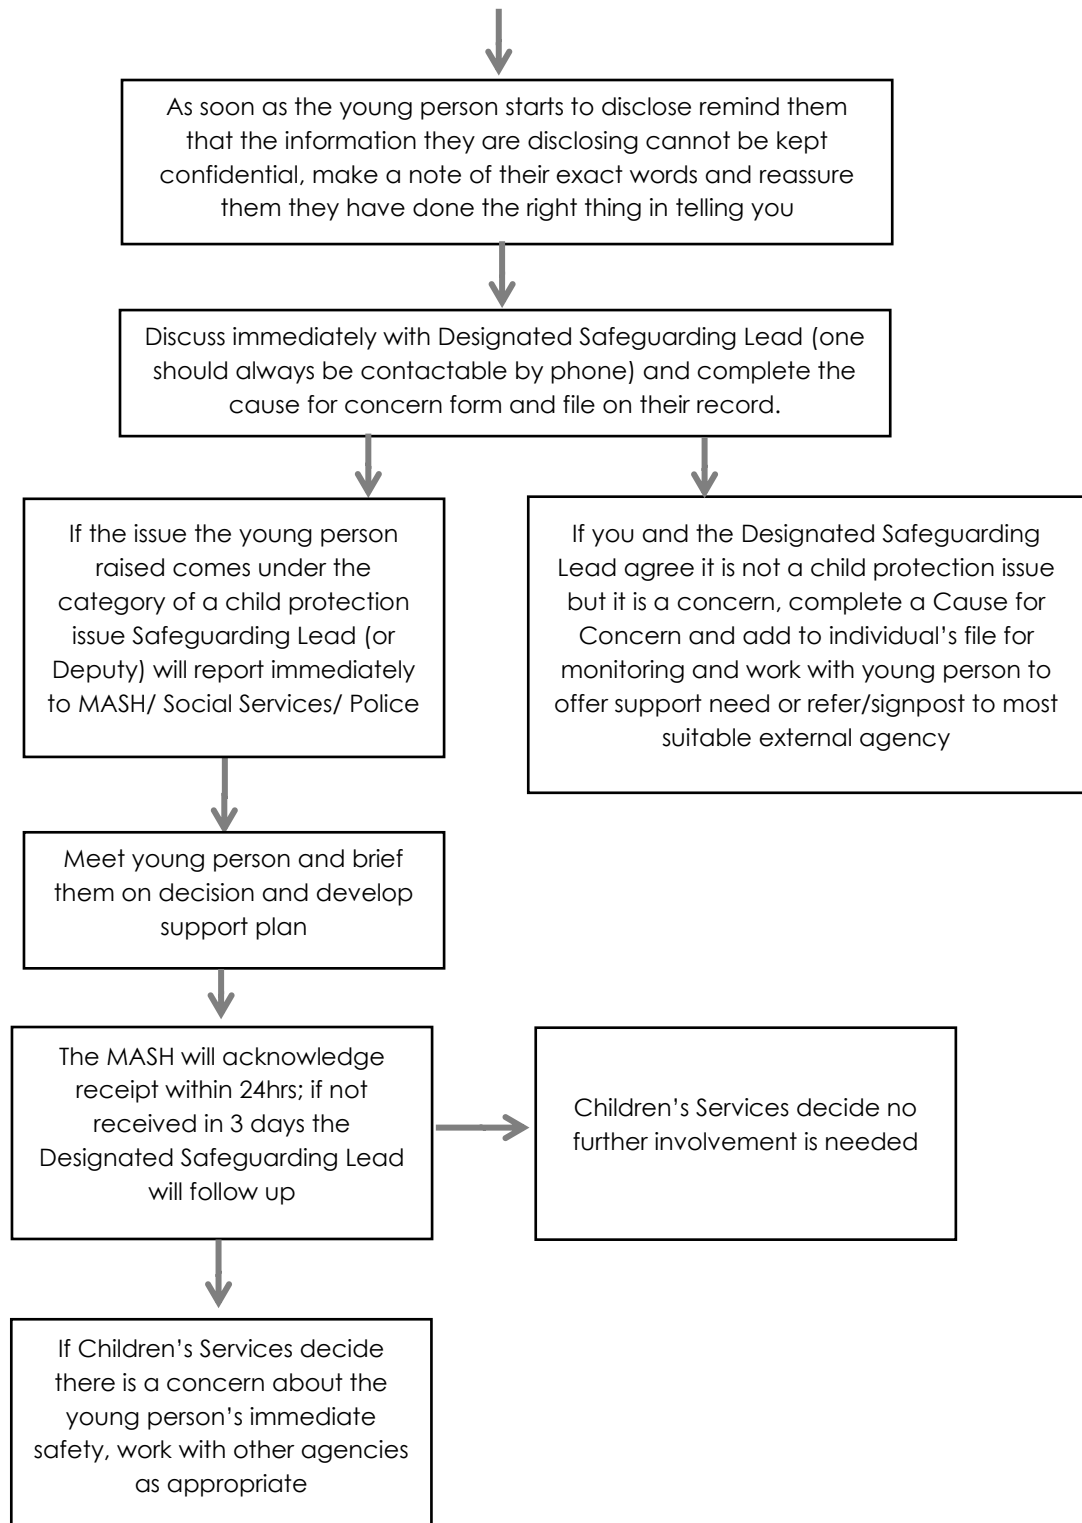 As soon as the young person starts to disclose remind them
that the information they are disclosing cannot be kept
confidential, make a note of their exact words and reassure
them they have done the right thing in telling you
Discuss immediately with Designated Safeguarding Lead (one
should always be contactable by phone) and complete the
cause for concern form and file on their record.
If the issue the young person
raised comes under the
category of a child protection
issue Safeguarding Lead (or
Deputy) will report immediately
to MASH/ Social Services/ Police
If you and the Designated Safeguarding
Lead agree it is not a child protection issue
but it is a concern, complete a Cause for
Concern and add to individual’s file for
monitoring and work with young person to
offer support need or refer/signpost to most
suitable external agency
Meet young person and brief
them on decision and develop
support plan
The MASH will acknowledge
receipt within 24hrs; if not
received in 3 days the
Designated Safeguarding Lead
will follow up
Children’s Services decide no
further involvement is needed
If Children’s Services decide
there is a concern about the
young person’s immediate
safety, work with other agencies
as appropriate